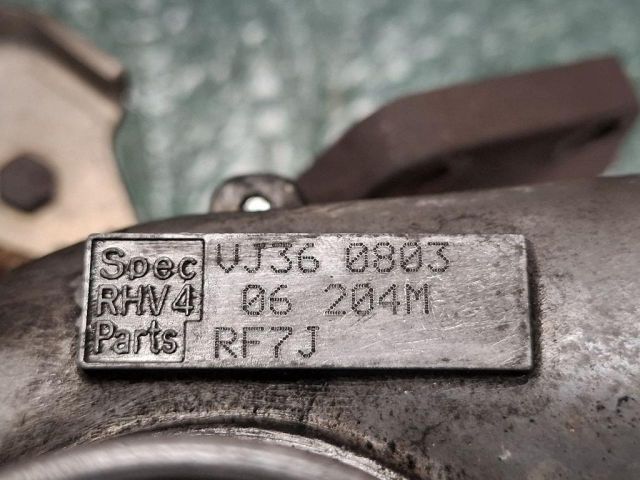 Spec VJ36 0803
RHV4 06 204M
Parts RF7J